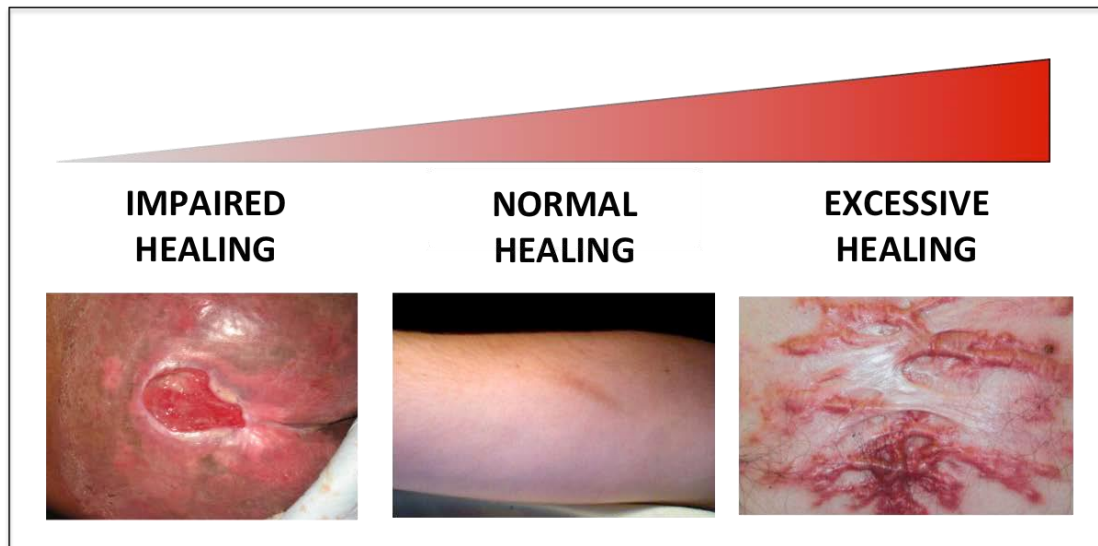 IMPAIRED
HEALING
NORMAL
HEALING
EXCESSIVE
HEALING